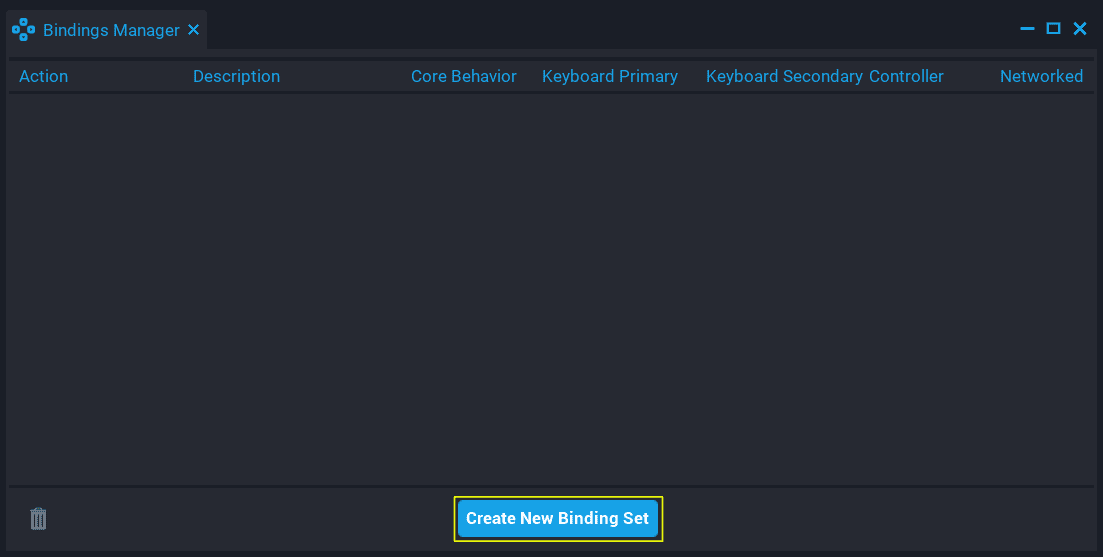 Bindings Manager
Action Description Core Behavior Keyboard Primary Keyboard Secondary Controller Networked
Create New Binding Set